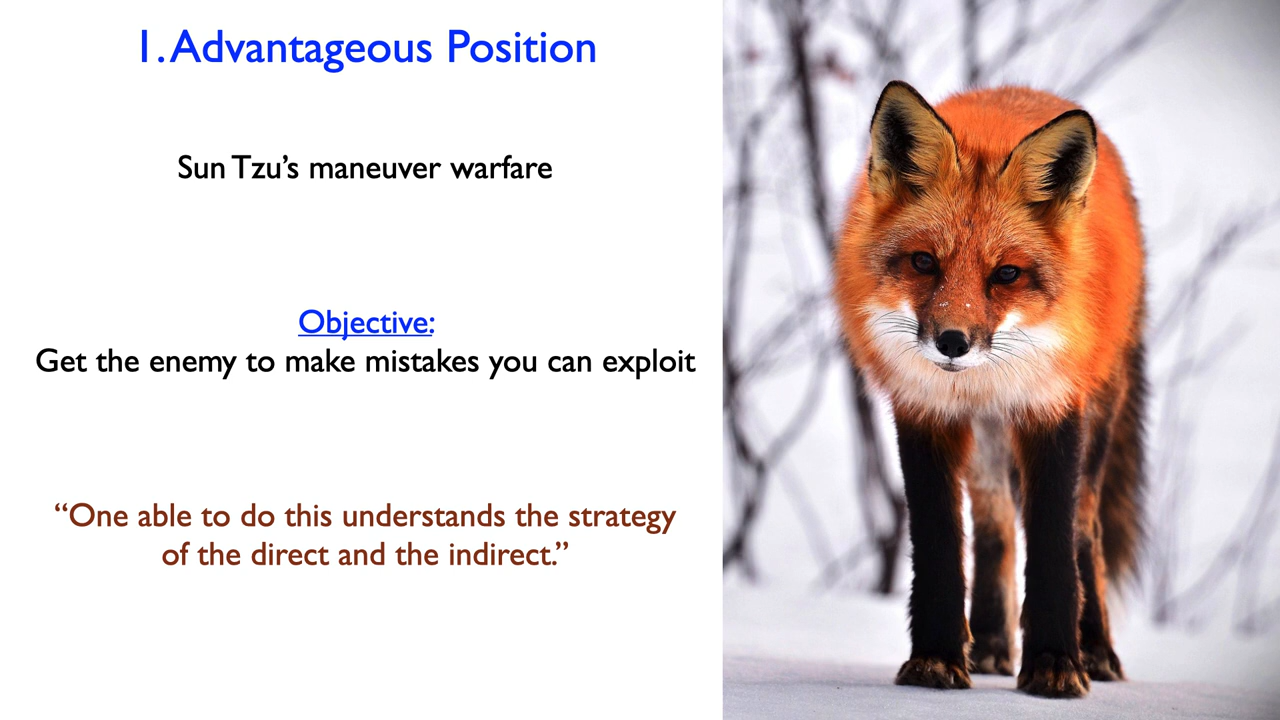 1. Advantageous Position
Sun Tzu’s maneuver warfare
Objective:
Get the enemy to make mistakes you can exploit
“One able to do this understands the strategy
of the direct and the indirect.”